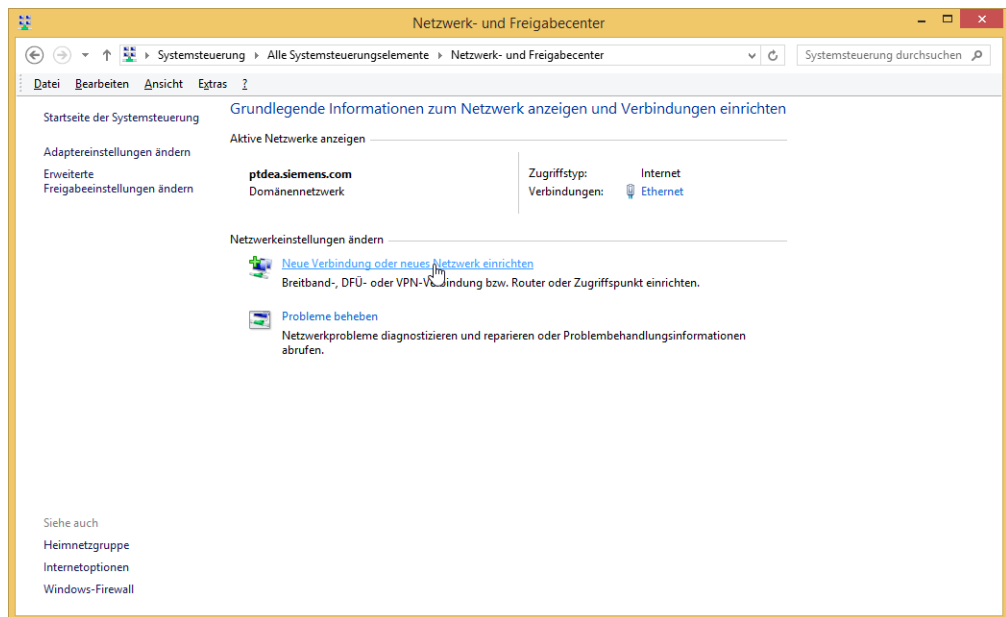 Netzwerk- und Freigabecenter
Systemsteuerung Alle Systemsteuerungselemente Netzwerk- und Freigabecenter
Systemsteuerung durchsuchen
Datei Bearbeiten Ansicht Extras ?
Startseite der Systemsteuerung
Adaptereinstellungen ändern
Erweiterte
Freigabeeinstellungen ändern
Grundlegende Informationen zum Netzwerk anzeigen und Verbindungen einrichten
Aktive Netzwerke anzeigen
ptdea.siemens.com
Domänennetzwerk
Zugriffstyp: Internet
Verbindungen: Ethernet
Netzwerkeinstellungen ändern
Neue Verbindung oder neues Netzwerk einrichten
Breitband-, DFÜ- oder VPN-Verbindung bzw. Router oder Zugriffspunkt einrichten.
Probleme beheben
Netzwerkprobleme diagnostizieren und reparieren oder Problembehandlungsinformationen
abrufen.
Siehe auch
Heimnetzgruppe
Internetoptionen
Windows-Firewall